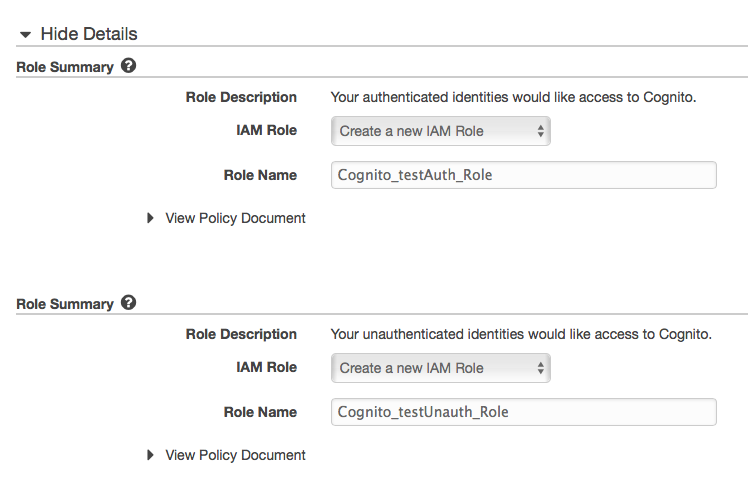 Hide Details
Role Summary
Role Description Your authenticated identities would like access to Cognito.
IAM Role Create a new IAM Role
Role Name Cognito_testAuth_Role
View Policy Document
Role Summary
Role Description Your unauthenticated identities would like access to Cognito.
IAM Role Create a new IAM Role
Role Name Cognito_testUnauth_Role
View Policy Document